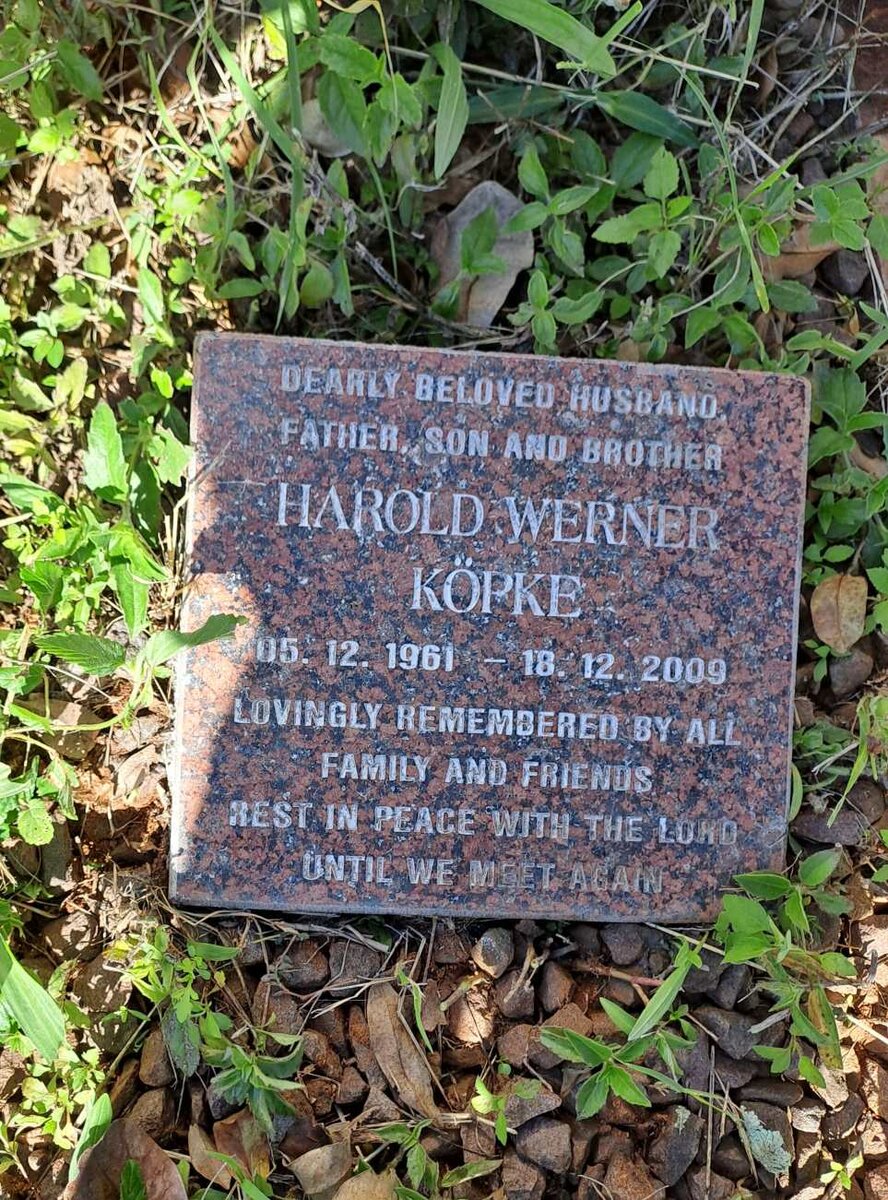 DEARLY BELOVED HUSBAND,
FATHER, SON AND BROTHER
HAROLD WERNER
KÖPKE
05. 12. 1961 - 18. 12. 2009
LOVINGLY REMEMBERED BY ALL
FAMILY AND FRIENDS
REST IN PEACE WITH THE LORD
UNTIL WE MEET AGAIN